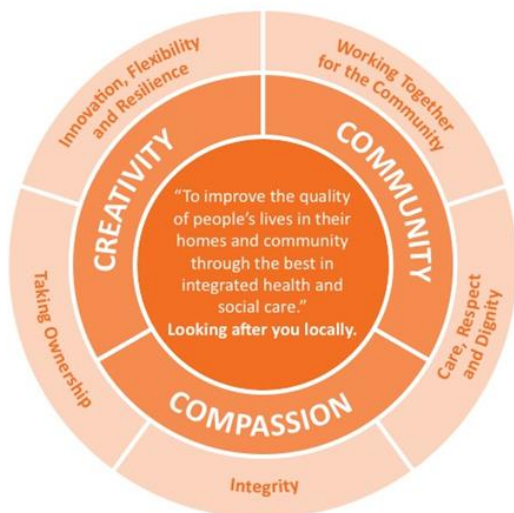 Innovation, Flexibility
and Resilience
Working Together
for the Community
CREATIVITY
COMMUNITY
“To improve the quality
of people’s lives in their
homes and community
through the best in
integrated health and
social care.”
Looking after you locally.
Taking Ownership
Care, Respect
and Dignity
COMPASSION
Integrity